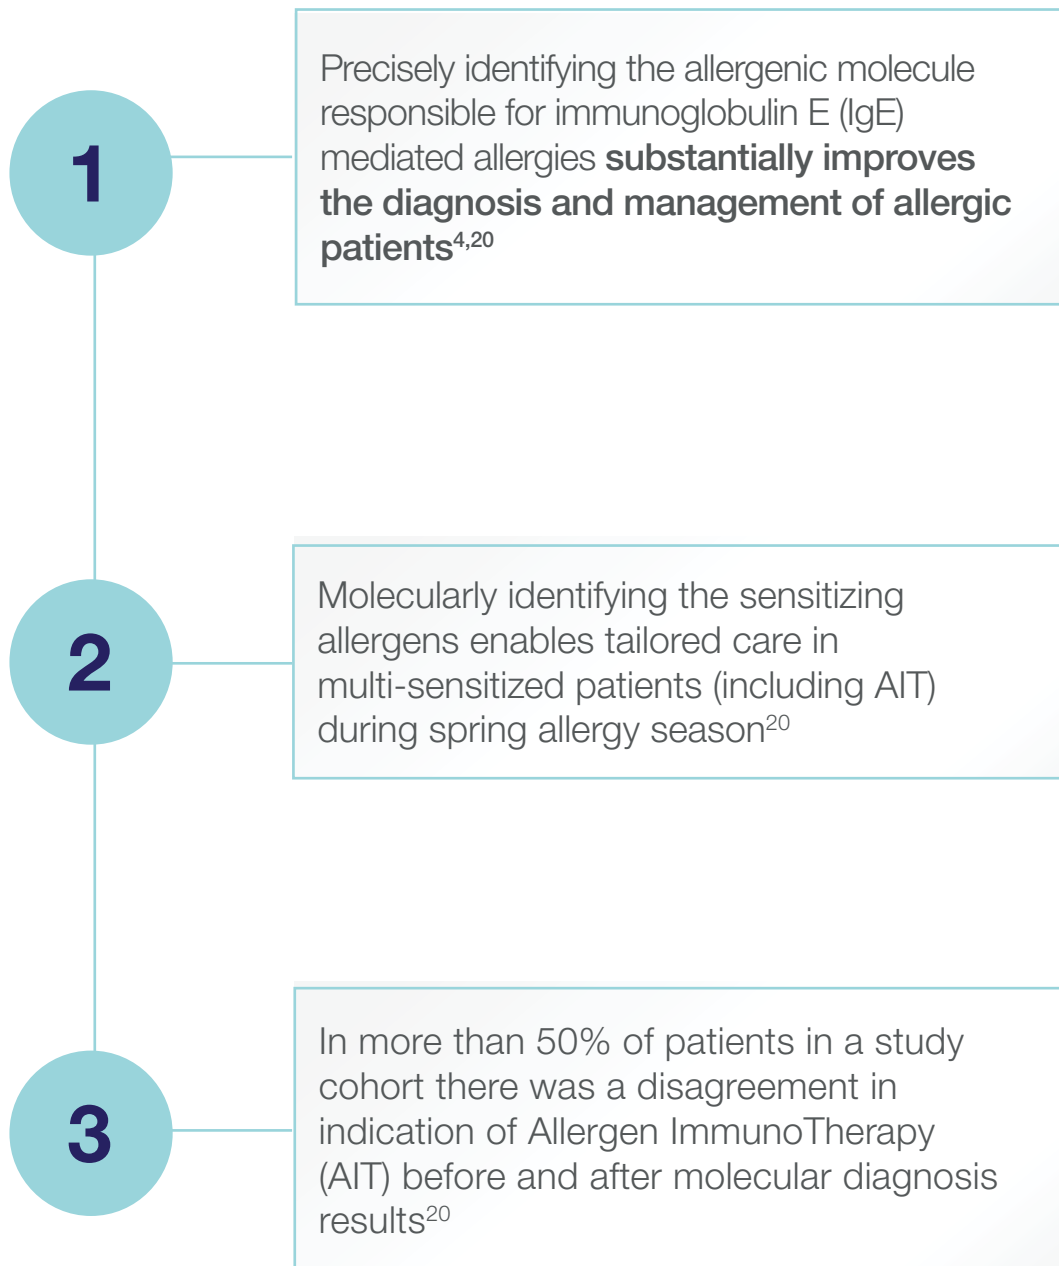 1
Precisely identifying the allergenic molecule
responsible for immunoglobulin E (IgE)
mediated allergies substantially improves
the diagnosis and management of allergic
patients4,20
2
Molecularly identifying the sensitizing
allergens enables tailored care in
multi-sensitized patients (including AIT)
during spring allergy season20
3
In more than 50% of patients in a study
cohort there was a disagreement in
indication of Allergen ImmunoTherapy
(AIT) before and after molecular diagnosis
results20